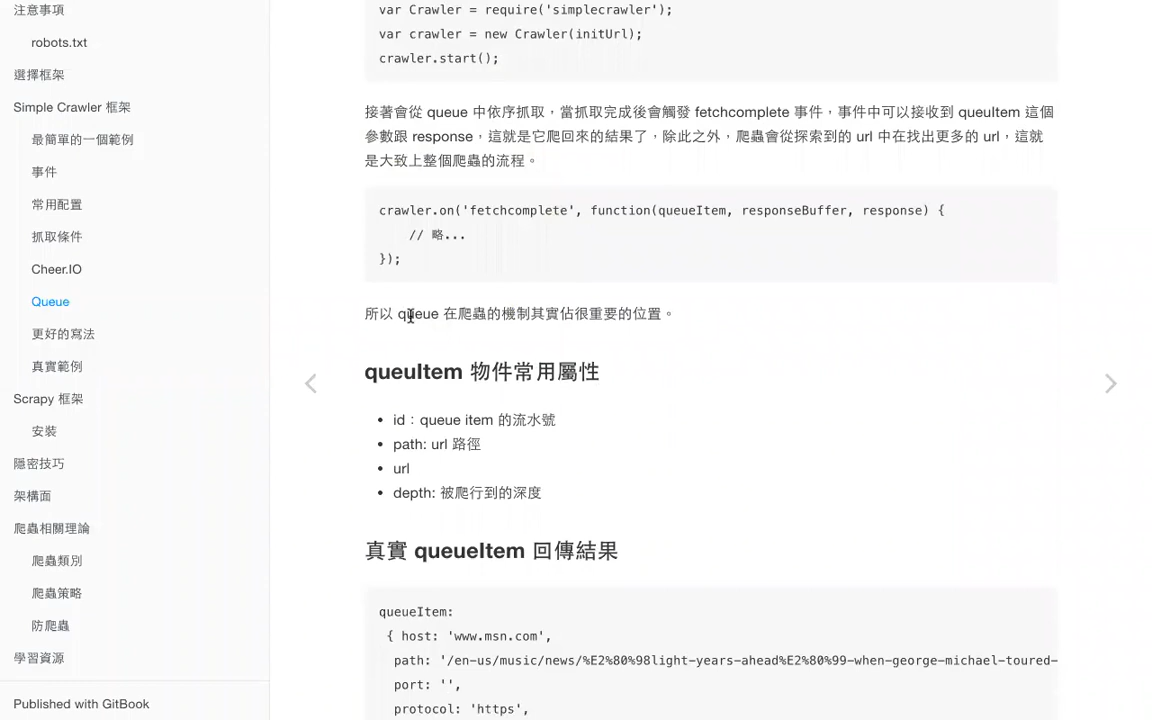 注意事項
robots.txt
選擇框架
Simple Crawler 框架
最簡單的一個範例
事件
常用配置
抓取條件
Cheer.IO
Queue
更好的寫法
真實範例
Scrapy 框架
安裝
隱密技巧
架構面
爬蟲相關理論
爬蟲類別
爬蟲策略
防爬蟲
學習資源
Published with GitBook
var Crawler = require('simplecrawler');
var crawler = new Crawler(initUrl);
crawler.start();
接著會從 queue 中依序抓取，當抓取完成後會觸發 fetchcomplete 事件，事件中可以接收到 queuItem 這個
參數跟 response，這就是它爬回來的結果了，除此之外，爬蟲會從探索到的 url 中在找出更多的 url，這就
是大致上整個爬蟲的流程。
crawler.on('fetchcomplete', function(queueItem, responseBuffer, response) {
// 略...
});
所以 queue 在爬蟲的機制其實佔很重要的位置。
queuItem 物件常用屬性
• id：queue item 的流水號
• path: url 路徑
• url
• depth: 被爬行到的深度
真實 queueItem 回傳結果
queueItem:
{ host: 'www.msn.com',
path: '/en-us/music/news/%E2%80%98light-years-ahead%E2%80%99-when-george-michael-toured-
port: '',
protocol: 'https',